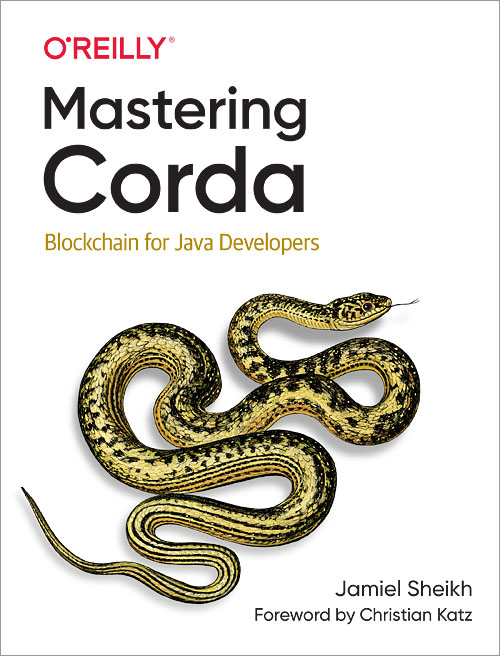 O'REILLY®
Mastering
Corda
Blockchain for Java Developers
Jamiel Sheikh
Foreword by Christian Katz